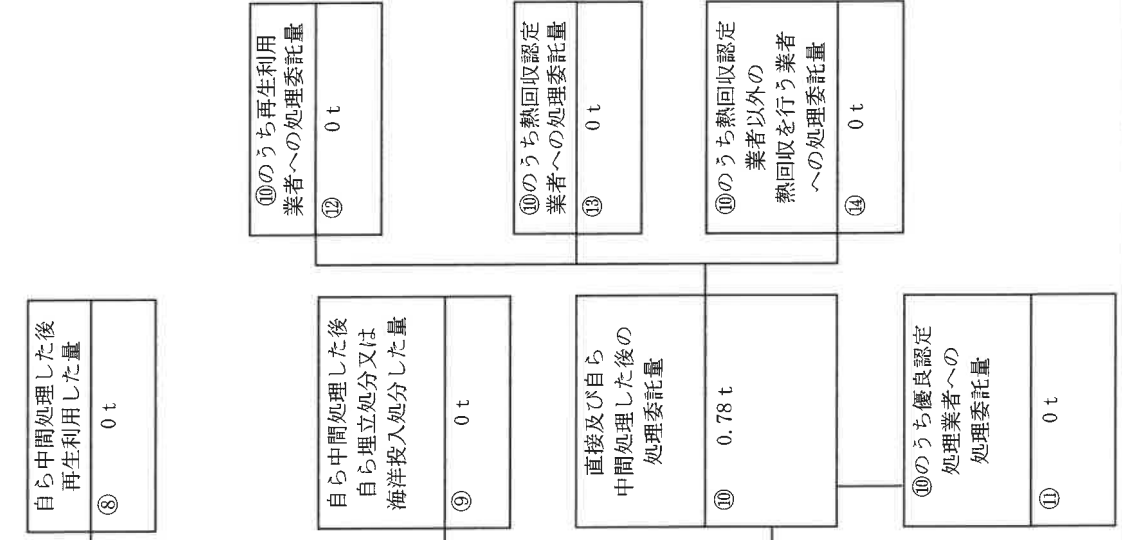 自ら中間処理した後
再生利用した量
⑧ 0 t
自ら中間処理した後
自ら埋立処分又は
海洋投入処分した量
⑨ 0 t
直接及び自ら
中間処理した後の
処理委託量
⑩ 0.78 t
⑩のうち優良認定
処理業者への
処理委託量
⑪ 0 t
⑩のうち再生利用
業者への処理委託量
⑫ 0 t
⑩のうち熱回収認定
業者への処理委託量
⑬ 0 t
⑩のうち熱回収認定
業者以外の
熱回収を行う業者
への処理委託量
⑭ 0 t